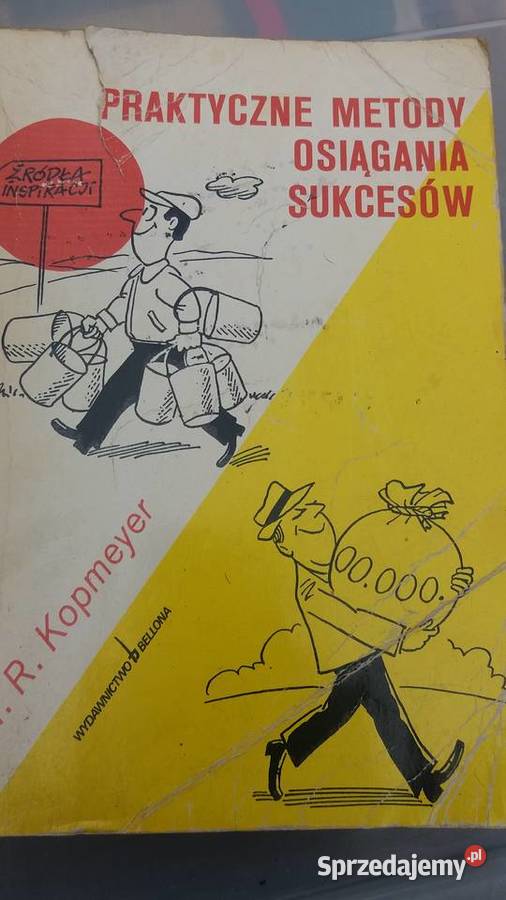 PRAKTYCZNE METODY
OSIĄGANIA
SUKCESÓW
ŹRÓDŁA
INSPIRACJI
. R. Kopmeyer
WYDAWNICTWO b BELLONA
00.000.
Sprzedajemy.pl